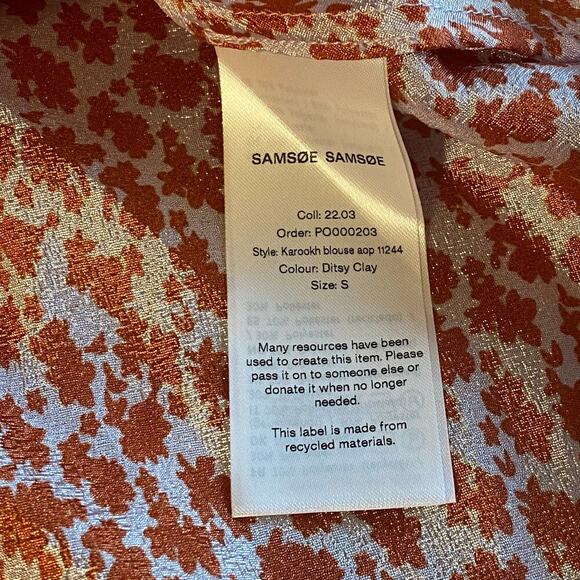 SAMSØE SAMSØE
Coll: 22.03
Order: PO000203
Style: Karookh blouse aop 11244
Colour: Ditsy Clay
Size: S
Many resources have been
used to create this item. Please
pass it on to someone else or
donate it when no longer
needed.
This label is made from
recycled materials.